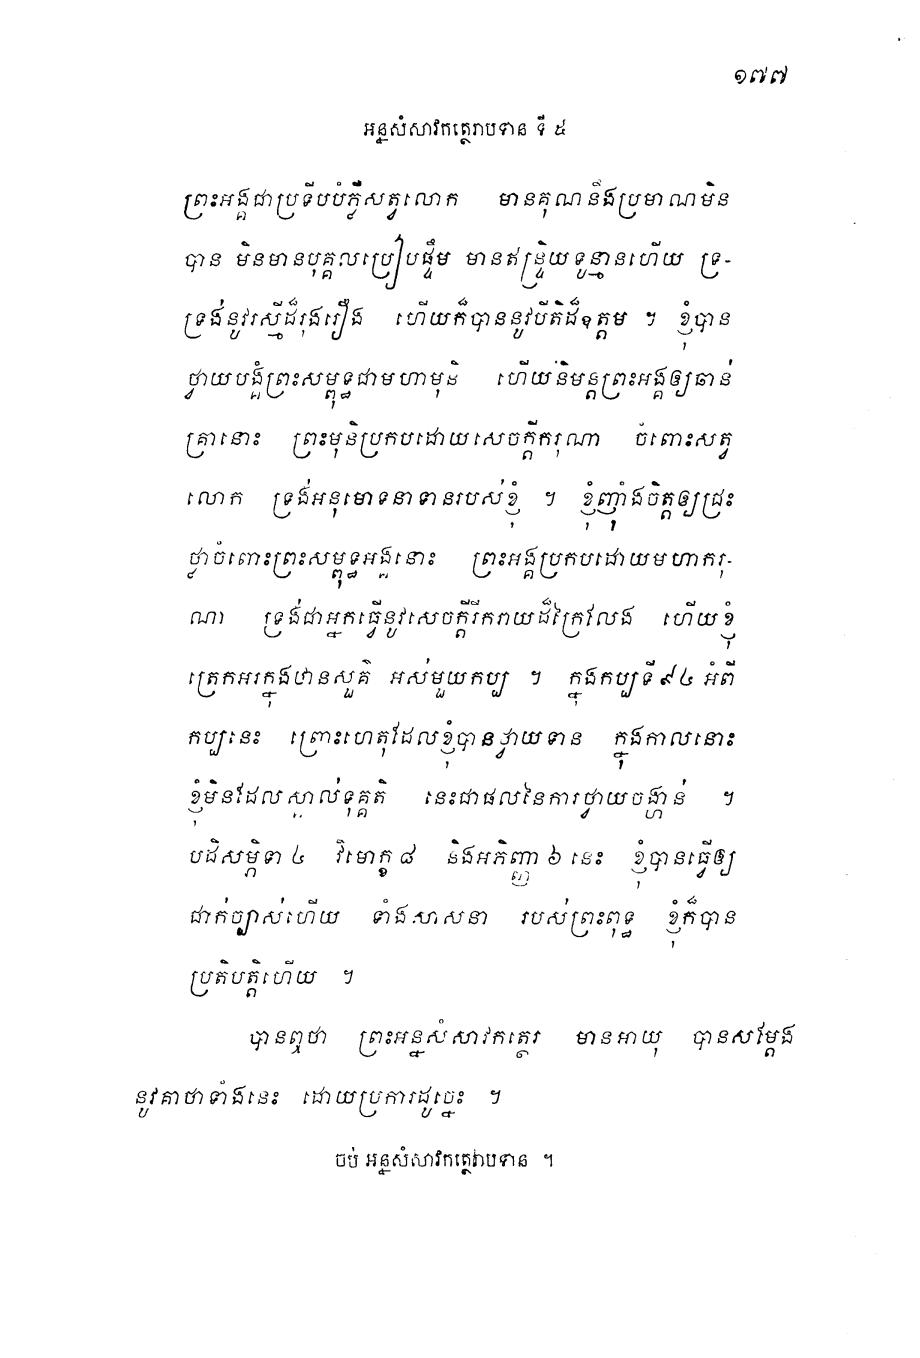 ១៧៧
អន្នសំសាវកត្ថេរាបទាន ទី ៥
ព្រះអង្គជាប្រទីបបំភ្លឺសត្វលោក មានគុណនឹងប្រមាណមិន
បាន មិនមានបុគ្គលប្រៀបផ្ទឹម មានឥន្ទ្រិយទូន្មានហើយ ទ្រ-
ទ្រង់នូវរស្មីដ៏រុងរឿង ហើយក៏បាននូវបីតិដ៏ឧត្តម ។ ខ្ញុំបាន
ថ្វាយបង្គំព្រះសម្ពុទ្ធជាមហាមុនិ ហើយនិមន្តព្រះអង្គឲ្យឆាន់
គ្រានោះ ព្រះមុនិប្រកបដោយសេចក្តីករុណា ចំពោះសត្វ
លោក ទ្រង់អនុមោទនាទានរបស់ខ្ញុំ ។ ខ្ញុំញ៉ាំងចិត្តឲ្យជ្រះ
ថ្លាចំពោះព្រះសម្ពុទ្ធអង្គនោះ ព្រះអង្គប្រកបដោយមហាករុ-
ណា ទ្រង់ជាអ្នកធ្វើនូវសេចក្តីរីករាយដ៏ក្រៃលែង ហើយខ្ញុំ
ត្រេកអរក្នុងឋានសួគ៌ អស់មួយកប្ប ។ ក្នុងកប្បទី ៩៤ អំពី
កប្បនេះ ព្រោះហេតុដែលខ្ញុំបានថ្វាយទាន ក្នុងកាលនោះ
ខ្ញុំមិនដែលស្គាល់ទុគ្គតិ នេះជាផលនៃការថ្វាយចង្ហាន់ ។
បដិសម្ភិទា ៤ វិមោក្ខ ៨ និងអភិញ្ញា ៦ នេះ ខ្ញុំបានធ្វើឲ្យ
ជាក់ច្បាស់ហើយ ទាំងសាសនា របស់ព្រះពុទ្ធ ខ្ញុំក៏បាន
ប្រតិបត្តិហើយ ។
បានឮថា ព្រះអន្នសំសាវកត្ថេរ មានអាយុ បានសម្តែង
នូវគាថាទាំងនេះ ដោយប្រការដូច្នេះ ។
ចប់ អន្នសំសាវកត្ថេរាបទាន ។